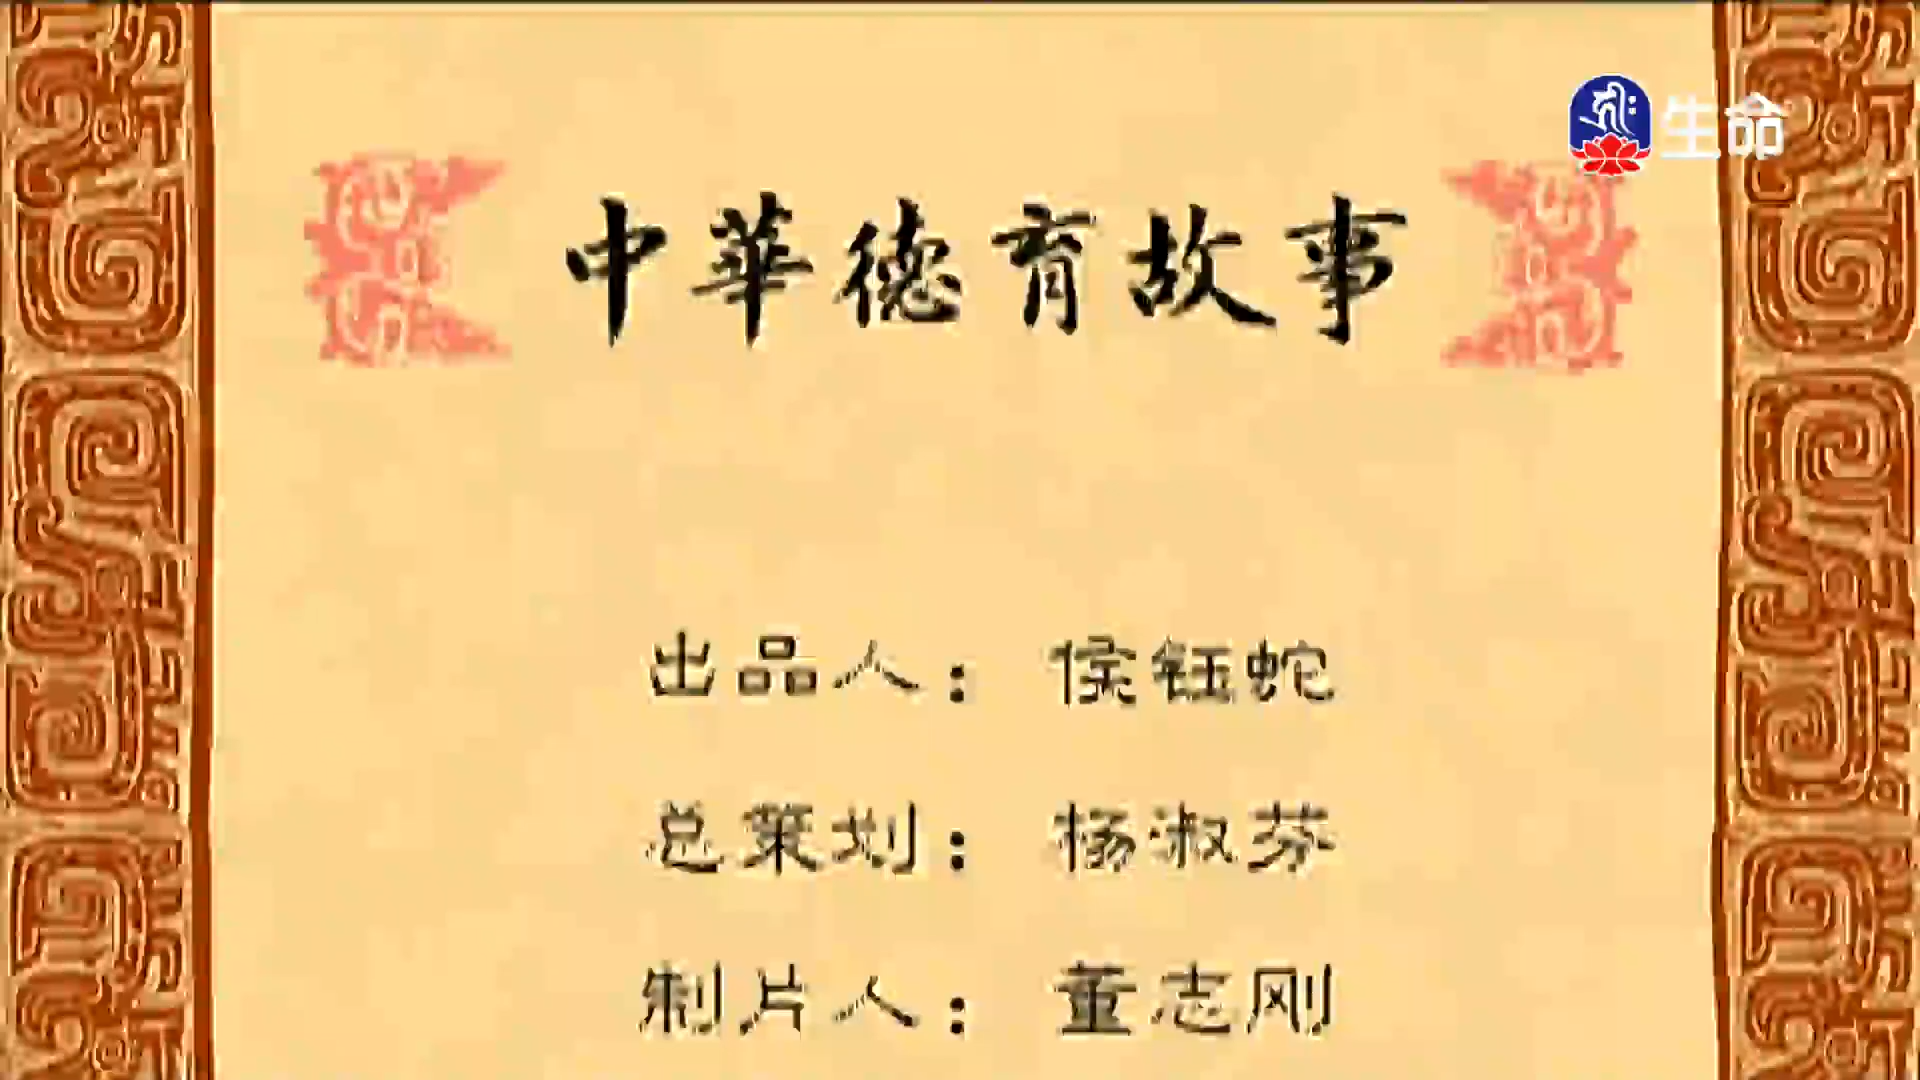 生命
中華德育故事
出品人： 侯钰蛇
总策划： 杨淑芬
制片人： 董志刚